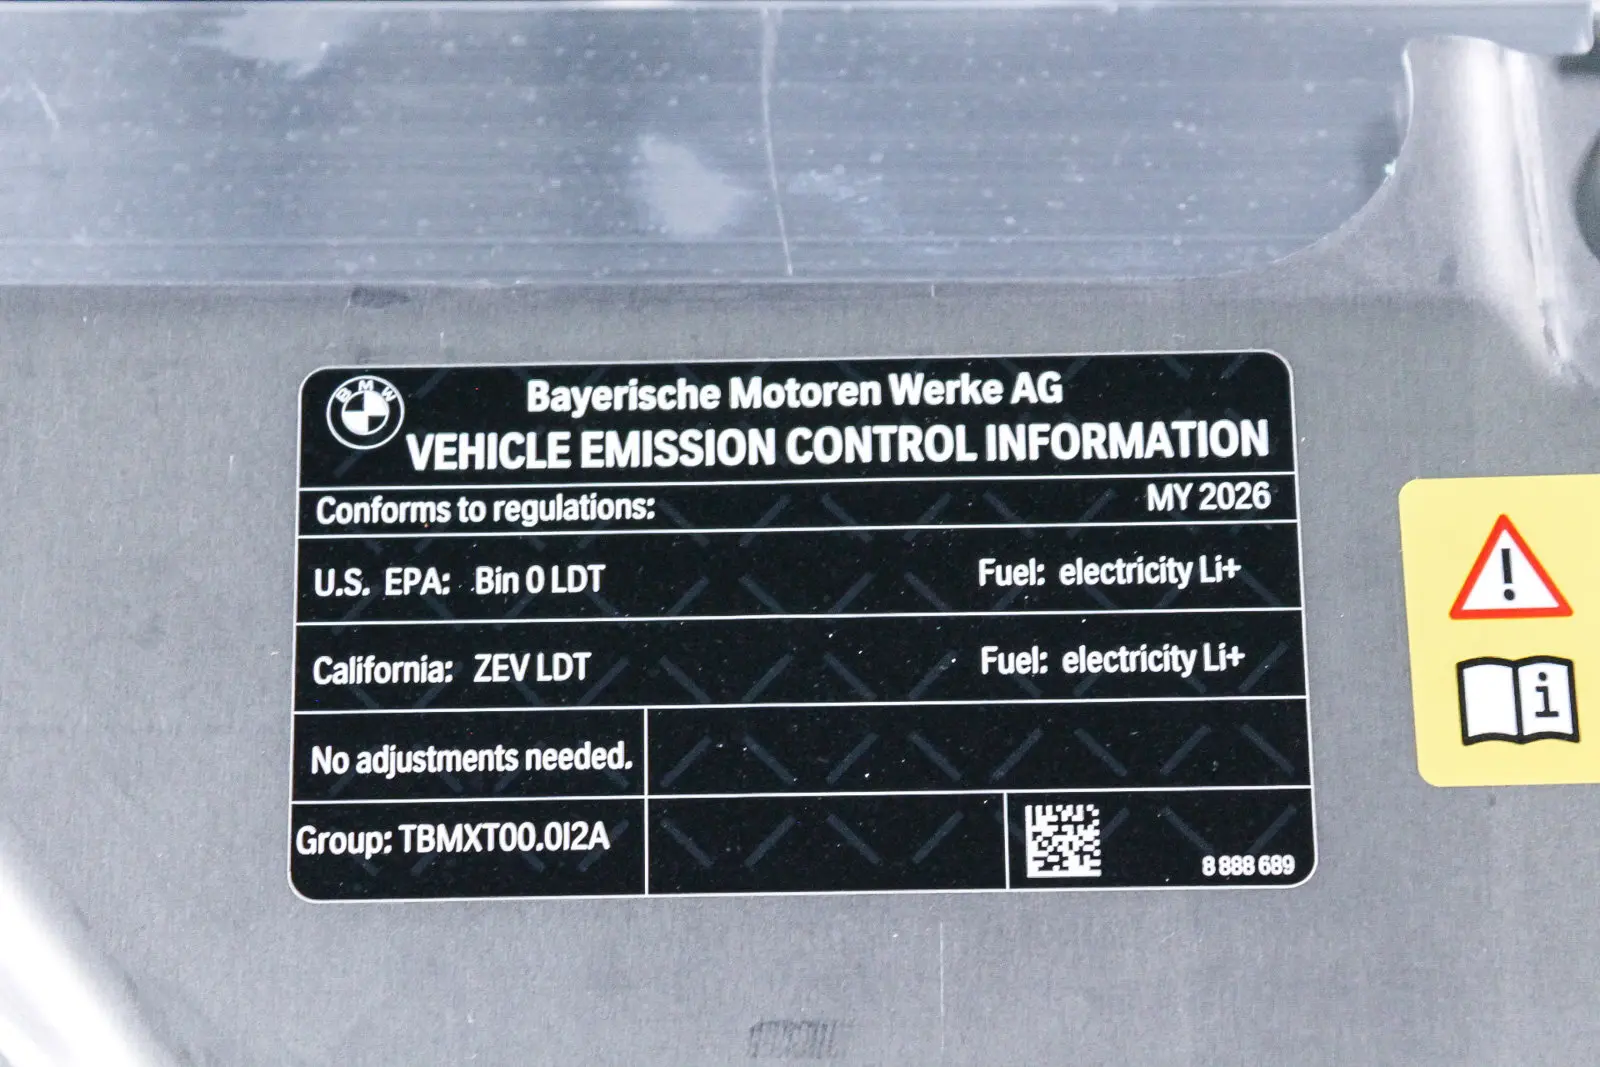 BMW
Bayerische Motoren Werke AG
VEHICLE EMISSION CONTROL INFORMATION
Conforms to regulations: MY 2026
U.S. EPA: Bin 0 LDT Fuel: electricity Li+
California: ZEV LDT Fuel: electricity Li+
No adjustments needed.
Group: TBMXT00.0I2A
8 888 689
!
i